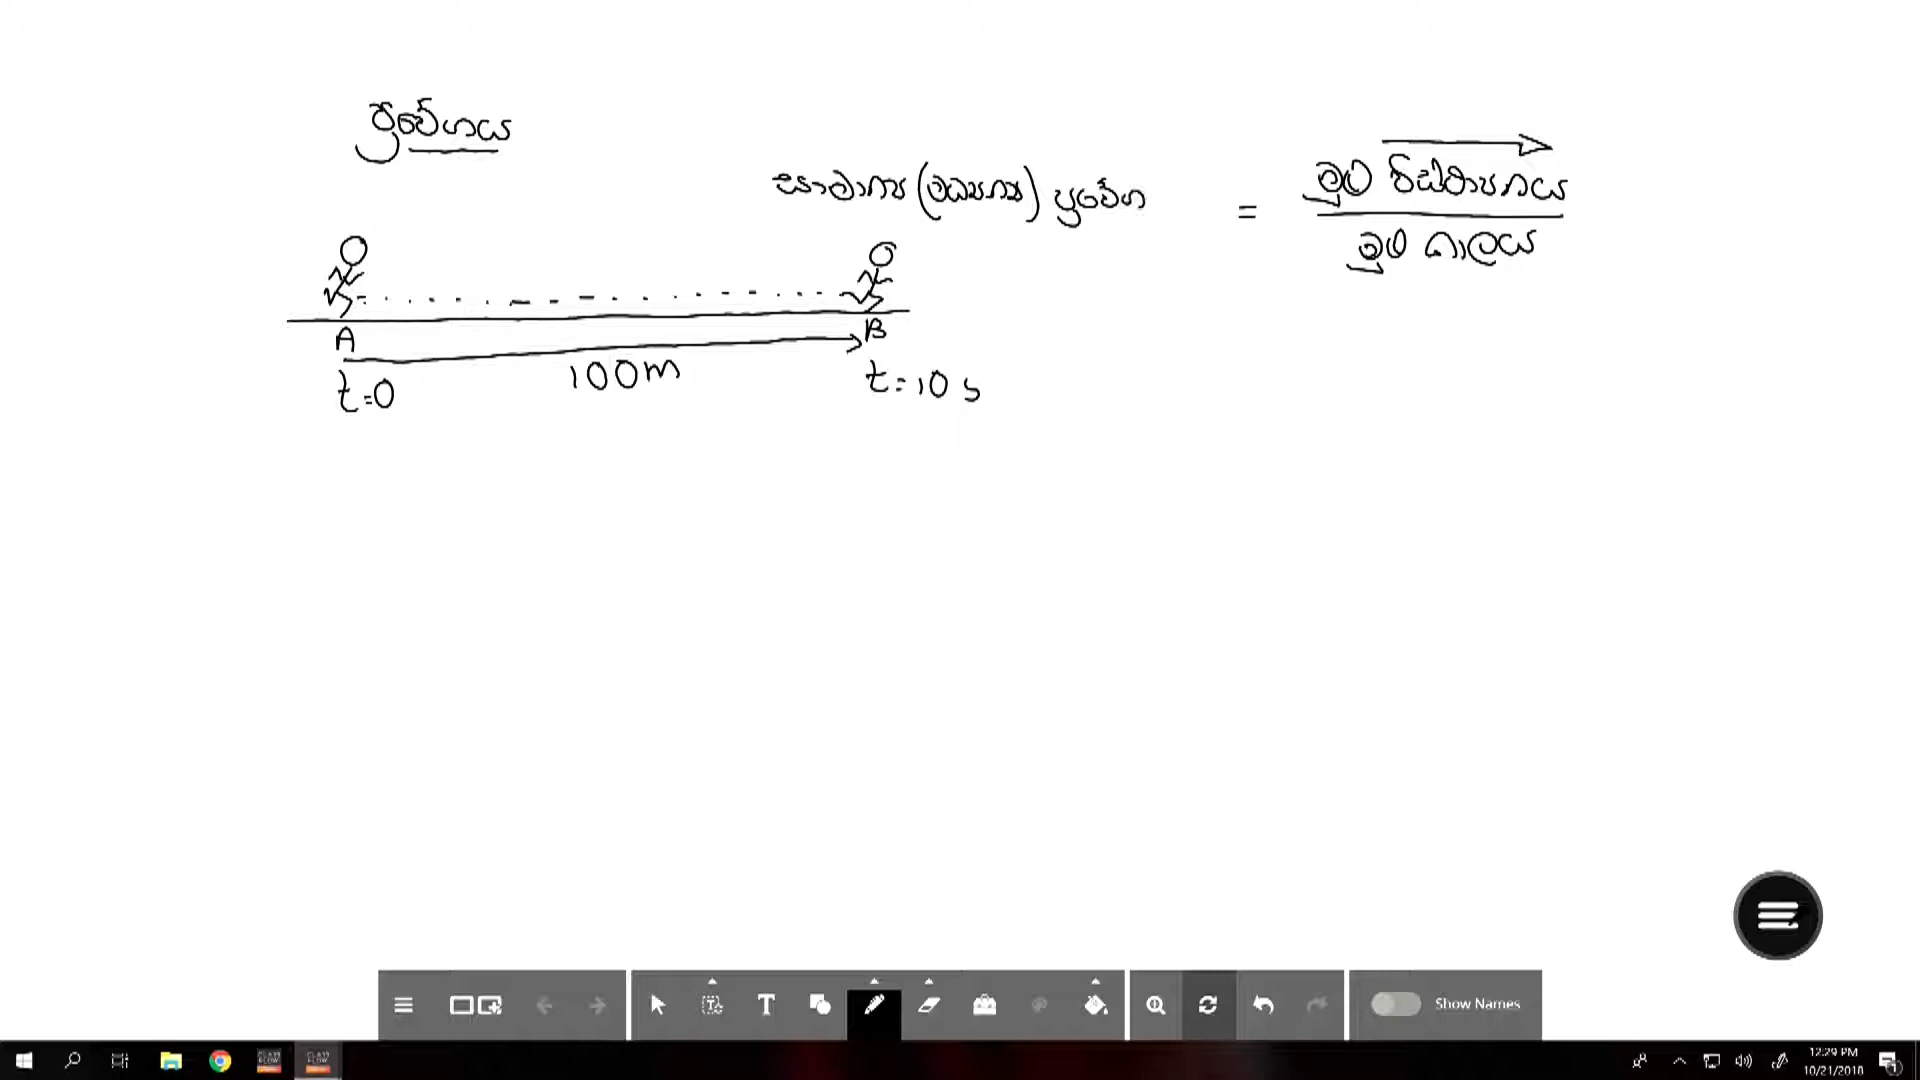 ප්‍රවේගය
සාමාන්‍ය (මධ්‍යන්‍ය) ප්‍රවේග = මුළු විස්ථාපනය
මුළු කාලය
A
B
100m
t=0
t=10 s
Show Names
12:29 PM
10/21/2018